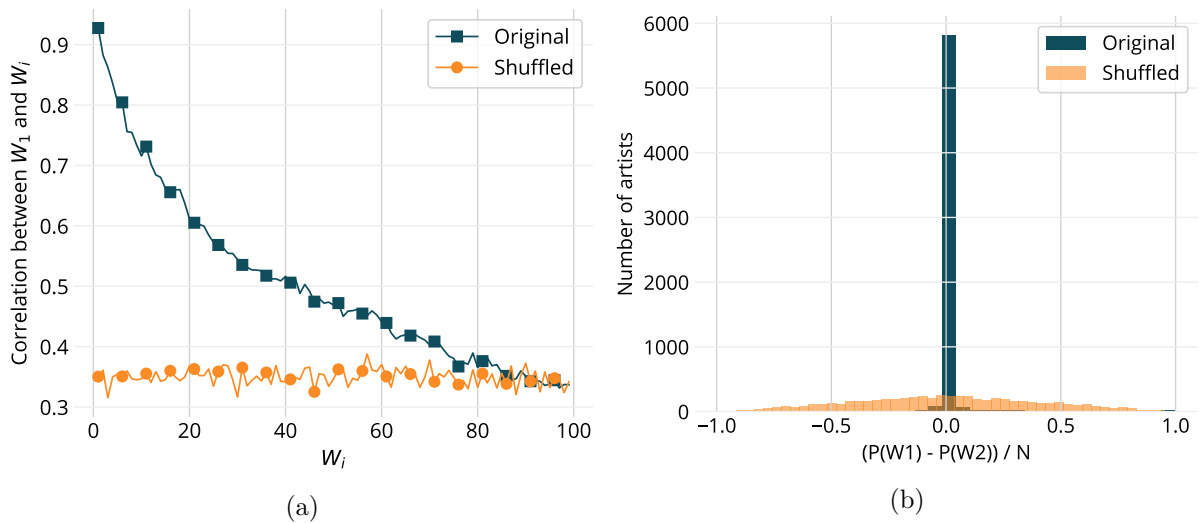 Correlation between W1 and Wi
0.9
0.8
0.7
0.6
0.5
0.4
0.3
0
20
40
60
80
100
Wi
Original
Shuffled
(a)
Number of artists
6000
5000
4000
3000
2000
1000
0
−1.0
−0.5
0.0
0.5
1.0
(P(W1) - P(W2)) / N
Original
Shuffled
(b)